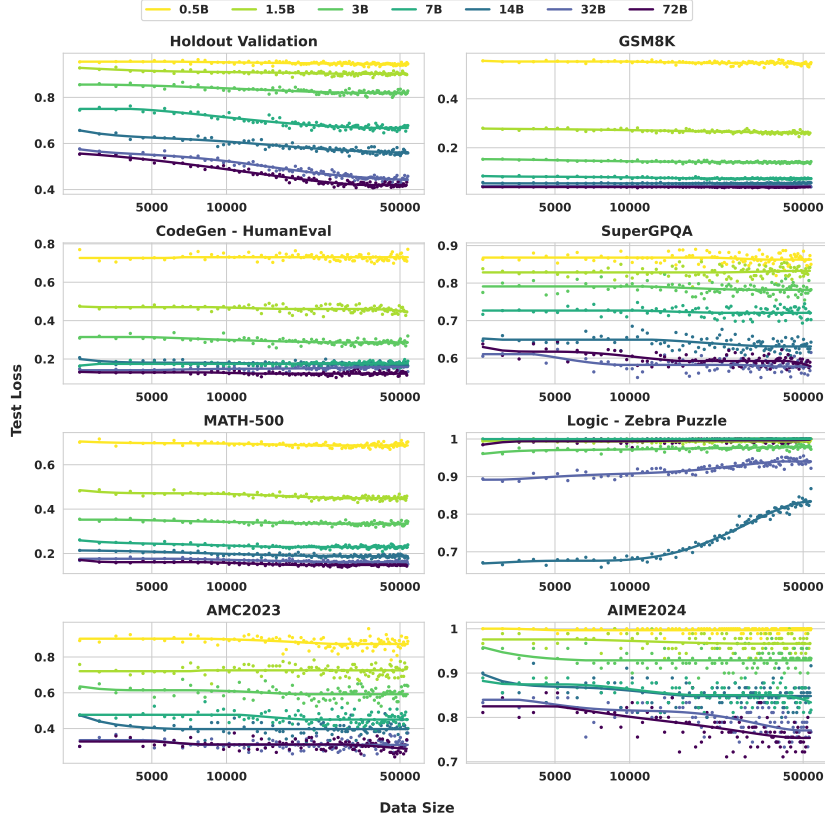 0.5B 1.5B 3B 7B 14B 32B 72B
Holdout Validation
0.8
0.6
0.4
5000 10000 50000
GSM8K
0.4
0.2
5000 10000 50000
CodeGen - HumanEval
0.8
0.6
0.4
0.2
5000 10000 50000
SuperGPQA
0.9
0.8
0.7
0.6
5000 10000 50000
MATH-500
0.6
0.4
0.2
5000 10000 50000
Logic - Zebra Puzzle
1
0.9
0.8
0.7
5000 10000 50000
AMC2023
0.8
0.6
0.4
5000 10000 50000
AIME2024
1
0.9
0.8
0.7
5000 10000 50000
Test Loss
Data Size